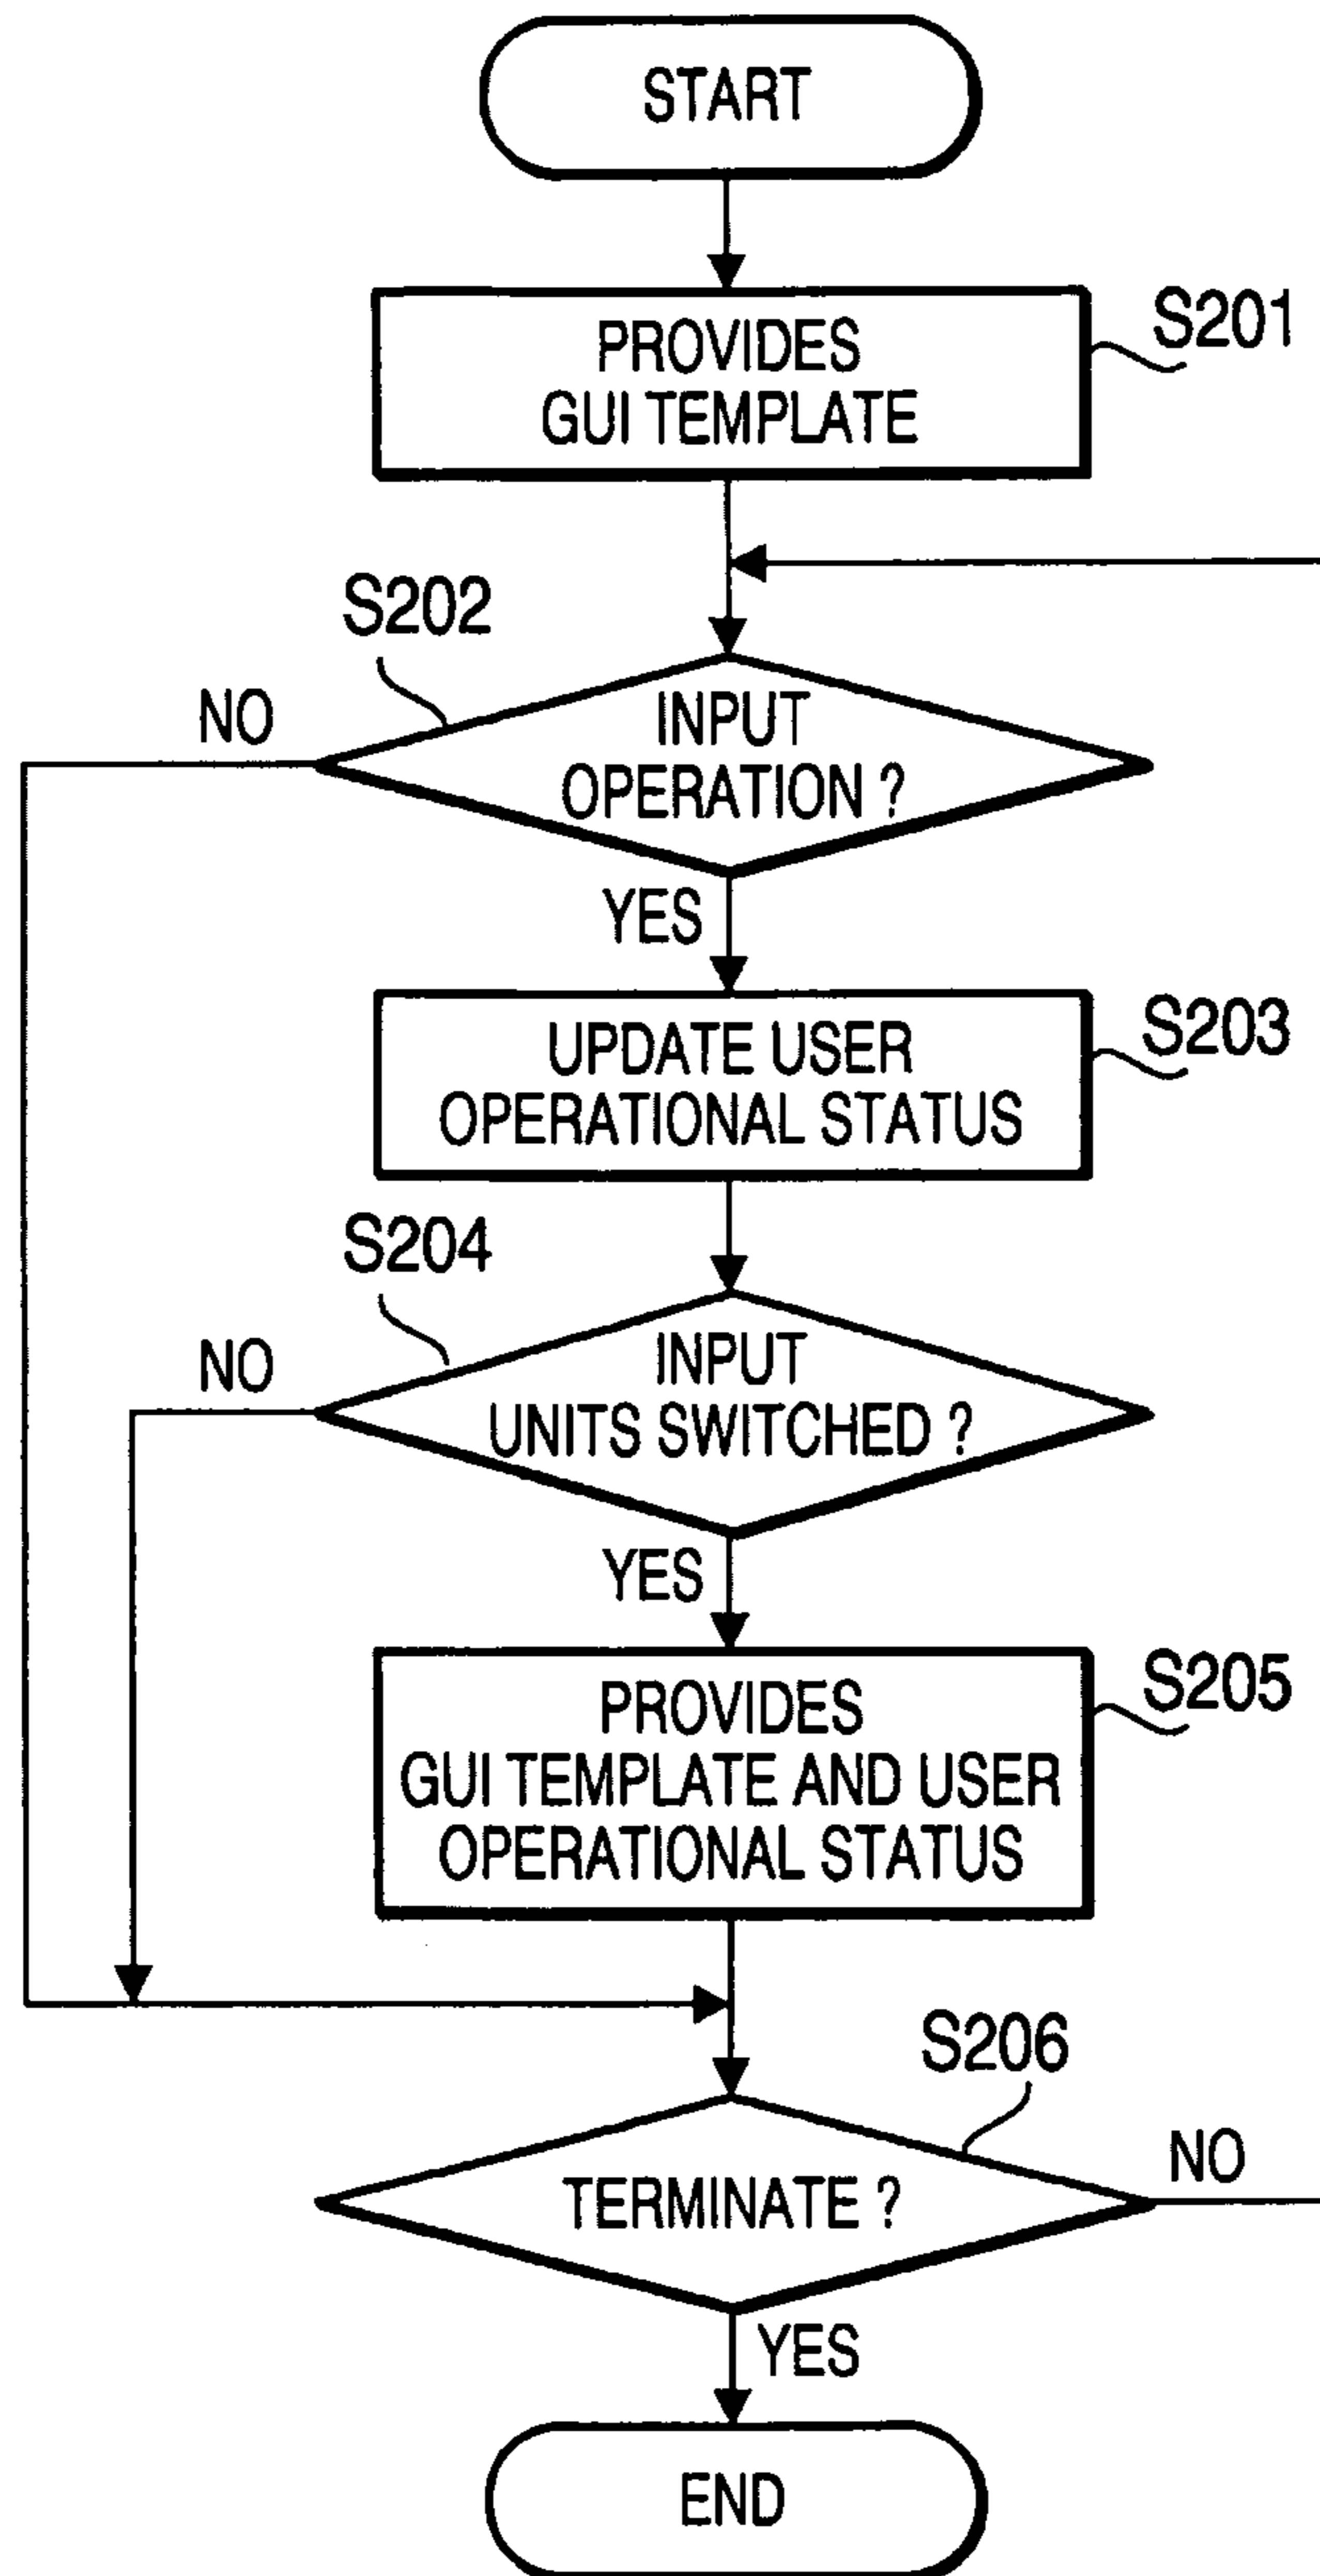 START
PROVIDES
GUI TEMPLATE
S201
S202
NO
INPUT
OPERATION ?
YES
UPDATE USER
OPERATIONAL STATUS
S203
S204
NO
INPUT
UNITS SWITCHED ?
YES
PROVIDES
GUI TEMPLATE AND USER
OPERATIONAL STATUS
S205
S206
TERMINATE ?
NO
YES
END